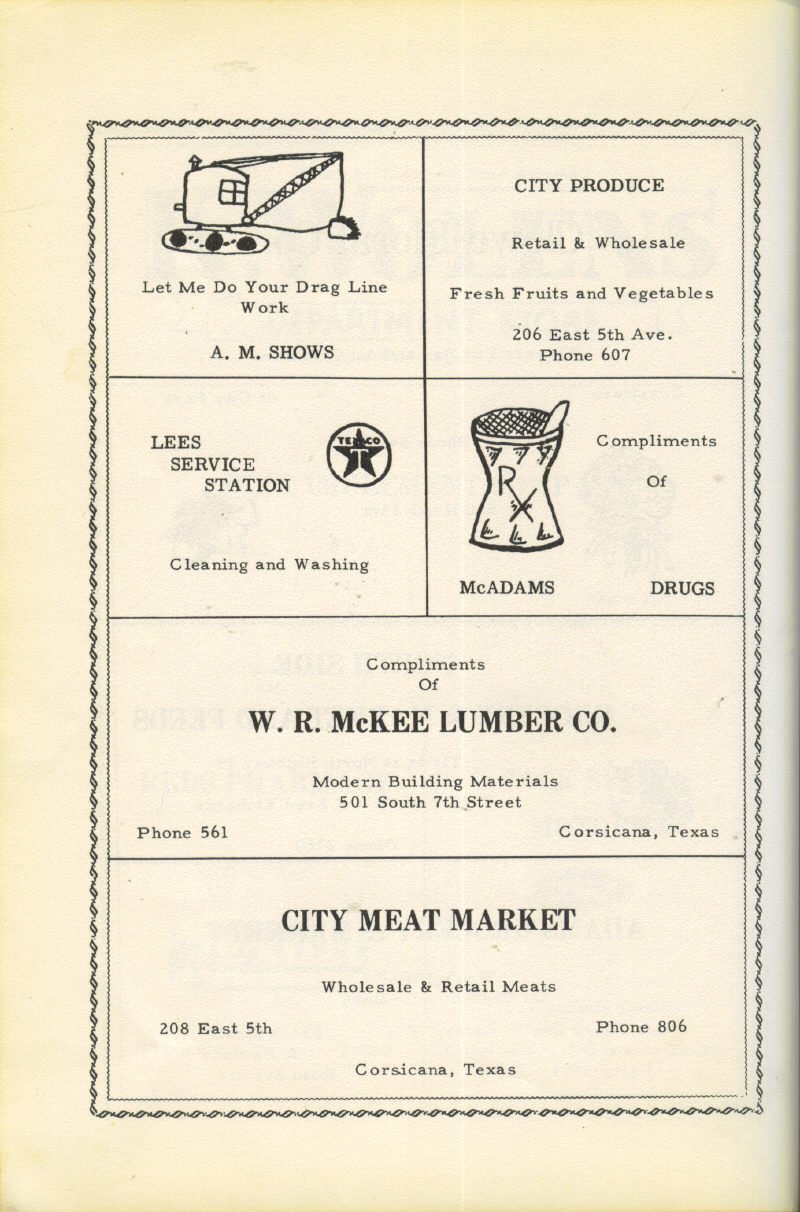 Let Me Do Your Drag Line
Work
A. M. SHOWS
CITY PRODUCE
Retail & Wholesale
Fresh Fruits and Vegetables
206 East 5th Ave.
Phone 607
LEES
SERVICE
STATION
TEXACO
T
Cleaning and Washing
Compliments
Of
RX
McADAMS DRUGS
Compliments
Of
W. R. McKEE LUMBER CO.
Modern Building Materials
501 South 7th Street
Phone 561 Corsicana, Texas
CITY MEAT MARKET
Wholesale & Retail Meats
208 East 5th Phone 806
Corsicana, Texas